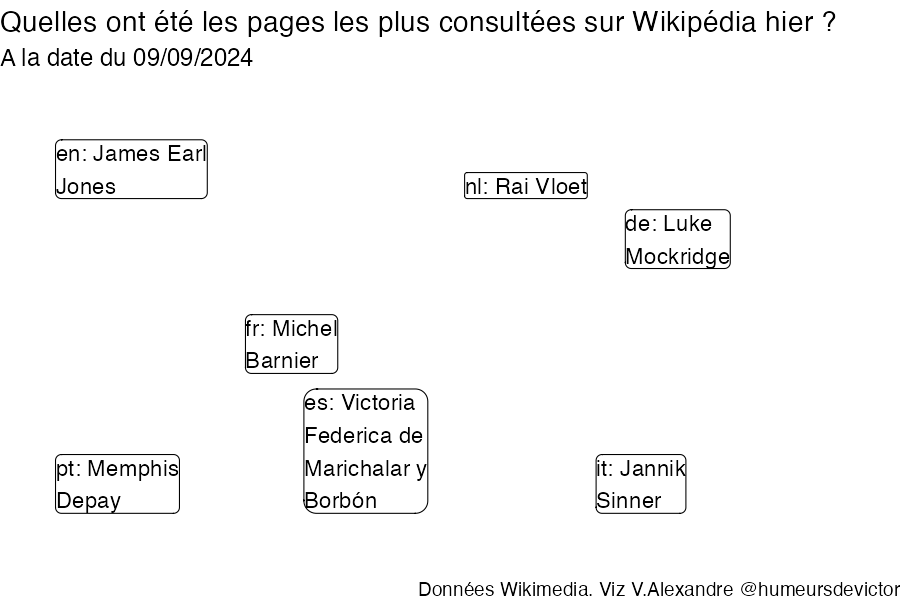 Quelles ont été les pages les plus consultées sur Wikipédia hier ?
A la date du 09/09/2024
en: James Earl
Jones
nl: Rai Vloet
de: Luke
Mockridge
fr: Michel
Barnier
es: Victoria
Federica de
Marichalar y
Borbón
pt: Memphis
Depay
it: Jannik
Sinner
Données Wikimedia. Viz V.Alexandre @humeursdevictor